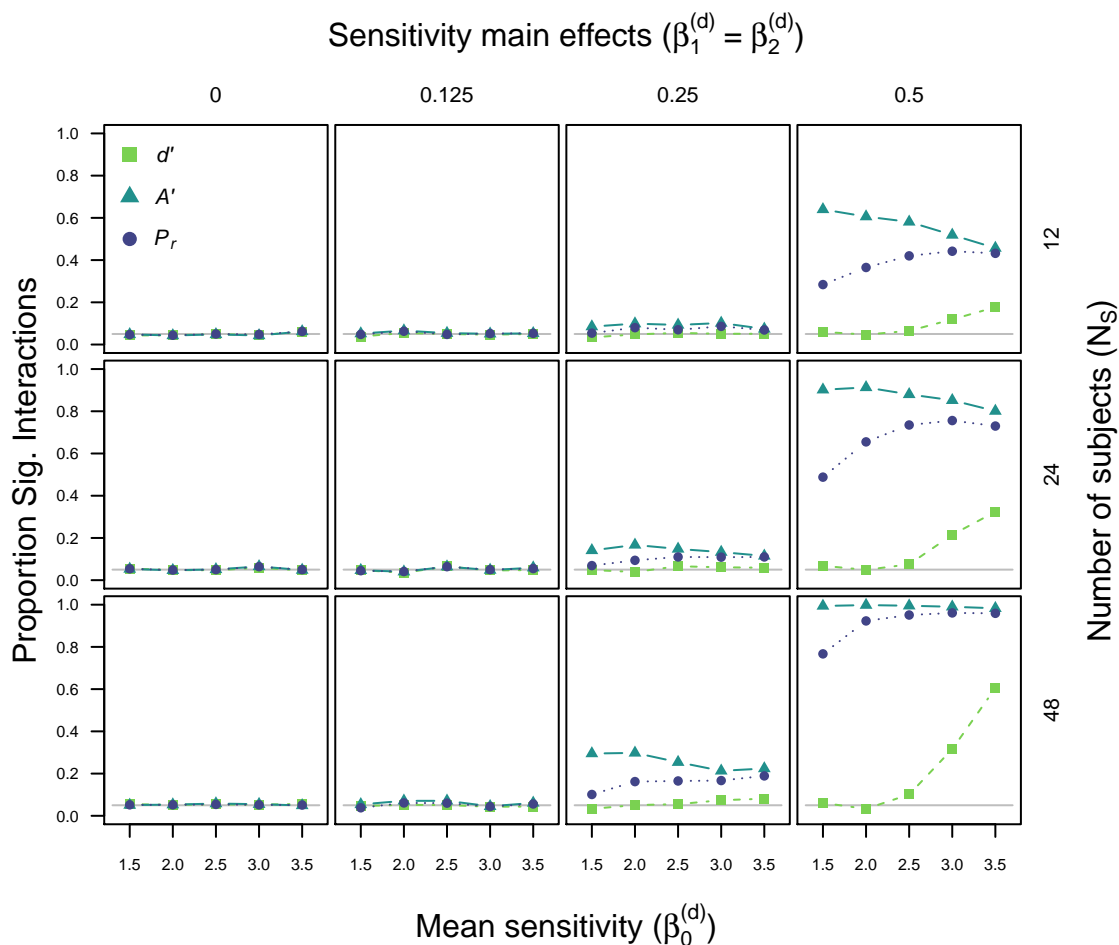 Sensitivity main effects (β₁⁽ᵈ⁾ = β₂⁽ᵈ⁾)
0 0.125 0.25 0.5
Proportion Sig. Interactions
1.0
0.8
0.6
0.4
0.2
0.0
d′
A′
Pᵣ
12
1.0
0.8
0.6
0.4
0.2
0.0
24
1.0
0.8
0.6
0.4
0.2
0.0
48
Number of subjects (N_S)
1.5 2.0 2.5 3.0 3.5 1.5 2.0 2.5 3.0 3.5 1.5 2.0 2.5 3.0 3.5 1.5 2.0 2.5 3.0 3.5
Mean sensitivity (β₀⁽ᵈ⁾)